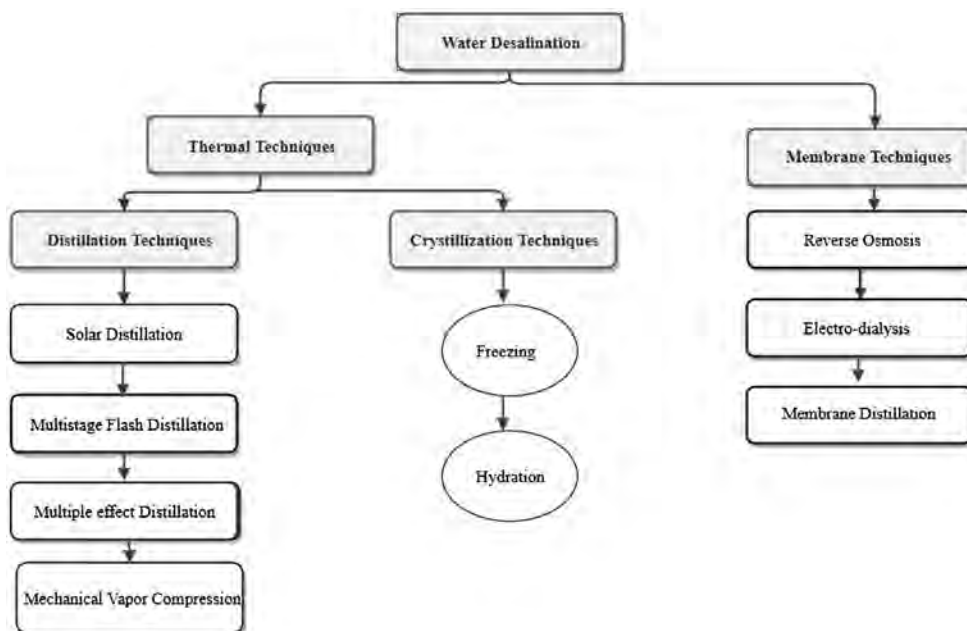 Water Desalination
Thermal Techniques
Membrane Techniques
Distillation Techniques
Crystillization Techniques
Reverse Osmosis
Solar Distillation
Freezing
Electro-dialysis
Multistage Flash Distillation
Membrane Distillation
Hydration
Multiple effect Distillation
Mechanical Vapor Compression